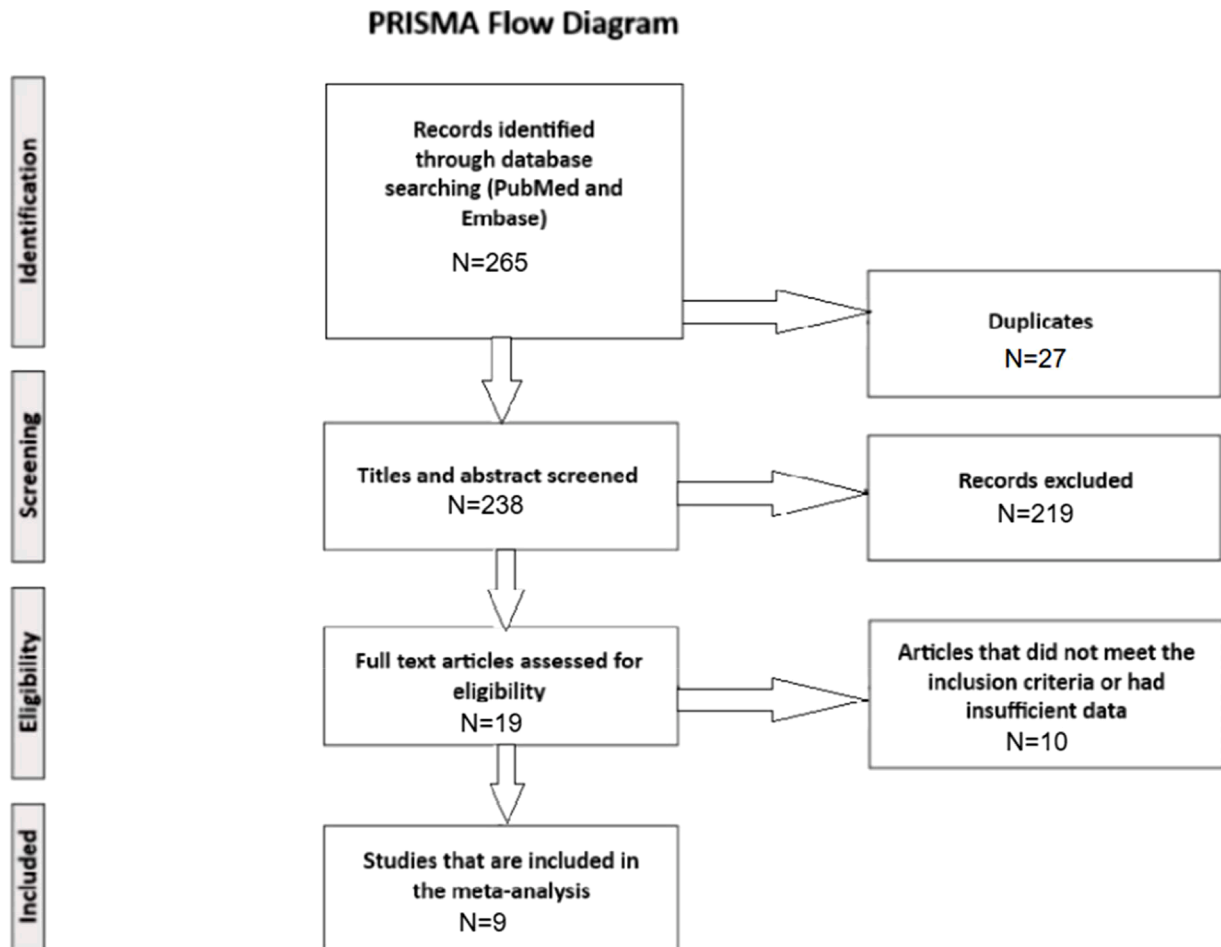 PRISMA Flow Diagram
Identification
Records identified
through database
searching (PubMed and
Embase)
N=265
Duplicates
N=27
Screening
Titles and abstract screened
N=238
Records excluded
N=219
Eligibility
Full text articles assessed for
eligibility
N=19
Articles that did not meet the
inclusion criteria or had
insufficient data
N=10
Included
Studies that are included in
the meta-analysis
N=9